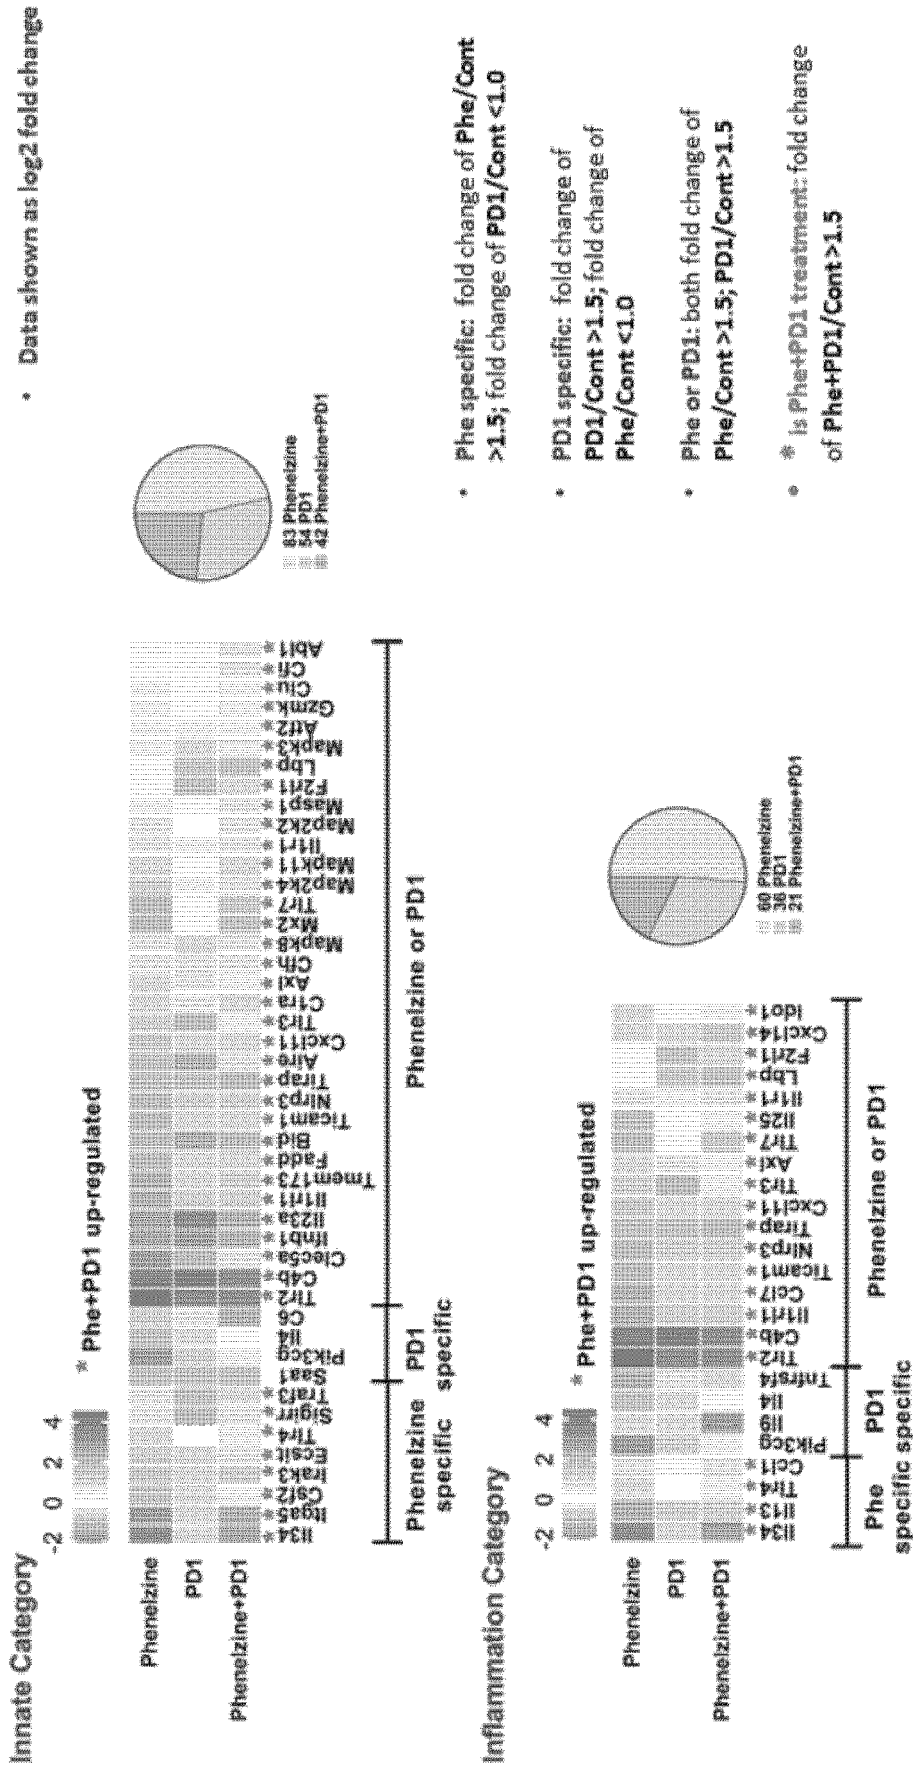 • Data shown as log2 fold change
Innate Category
-2 0 2 4
* Phe+PD1 up-regulated
Phenelzine
PD1
Phenelzine+PD1
*Il34
Itga5
*Csf2
*Irak3
*Ecsit
*Tlr4
*Sigirr
*Traf3
Saa1
Pik3cg
Il4
C6
*Tlr2
*C4b
Clec5a
*Ifnb1
*Il23a
*Il1rl1
*Tmem173
*Fadd
*Bid
*Ticam1
*Nlrp3
*Tirap
*Aire
*Cxcl11
*Tlr3
*C1ra
*Axl
*Cfh
*Mapk8
*Mx2
*Tlr7
*Map2k4
*Mapk11
*Il1r1
*Map2k2
*Masp1
*F2rl1
*Lbp
*Mapk3
*Atf2
Gzmk
*Clu
*Cfi
*Abl1
Phenelzine
specific
PD1
specific
Phenelzine or PD1
83 Phenelzine
54 PD1
42 Phenelzine+PD1
Inflammation Category
-2 0 2 4
* Phe+PD1 up-regulated
Phenelzine
PD1
Phenelzine+PD1
*Il34
*Il13
*Tlr4
*Ccl1
Pik3cg
Il9
Il4
Tnfrsf4
*Tlr2
*C4b
*Il1rl1
*Ccl7
*Ticam1
*Nlrp3
*Tirap
*Cxcl11
*Tlr3
*Axl
*Tlr7
*Il25
*Il1r1
*Lbp
*F2rl1
*Cxcl14
*Ido1
Phe
specific
PD1
specific
Phenelzine or PD1
60 Phenelzine
36 PD1
21 Phenelzine+PD1
• Phe specific: fold change of Phe/Cont
>1.5; fold change of PD1/Cont <1.0
• PD1 specific: fold change of
PD1/Cont >1.5; fold change of
Phe/Cont <1.0
• Phe or PD1: both fold change of
Phe/Cont >1.5; PD1/Cont >1.5
• * is Phe+PD1 treatment: fold change
of Phe+PD1/Cont >1.5